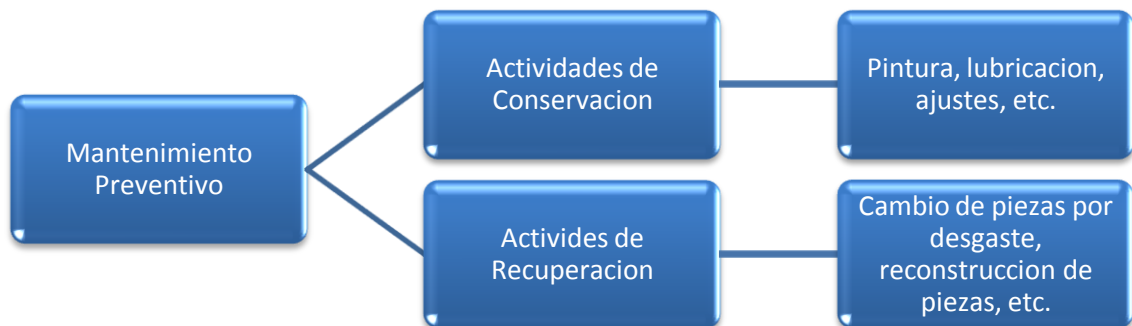 Mantenimiento
Preventivo
Actividades de
Conservacion
Pintura, lubricacion,
ajustes, etc.
Activides de
Recuperacion
Cambio de piezas por
desgaste,
reconstruccion de
piezas, etc.